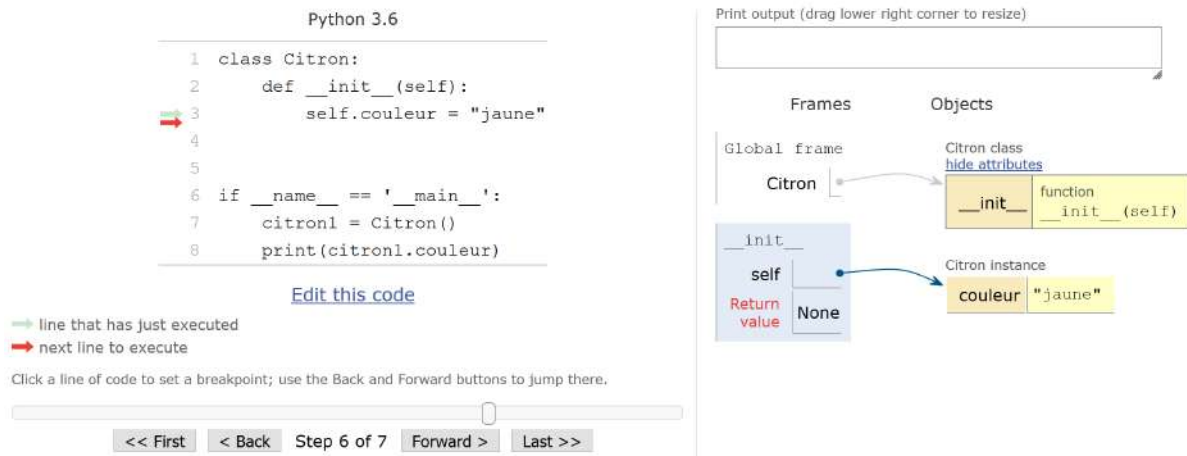 Python 3.6
1 class Citron:
2 def __init__(self):
3 self.couleur = "jaune"
4
5
6 if __name__ == '__main__':
7 citron1 = Citron()
8 print(citron1.couleur)
Edit this code
line that has just executed
next line to execute
Click a line of code to set a breakpoint; use the Back and Forward buttons to jump there.
<< First < Back Step 6 of 7 Forward > Last >>
Print output (drag lower right corner to resize)
Frames Objects
Global frame
Citron
Citron class
hide attributes
__init__
function
__init__(self)
__init__
self
Return
value
None
Citron instance
couleur "jaune"